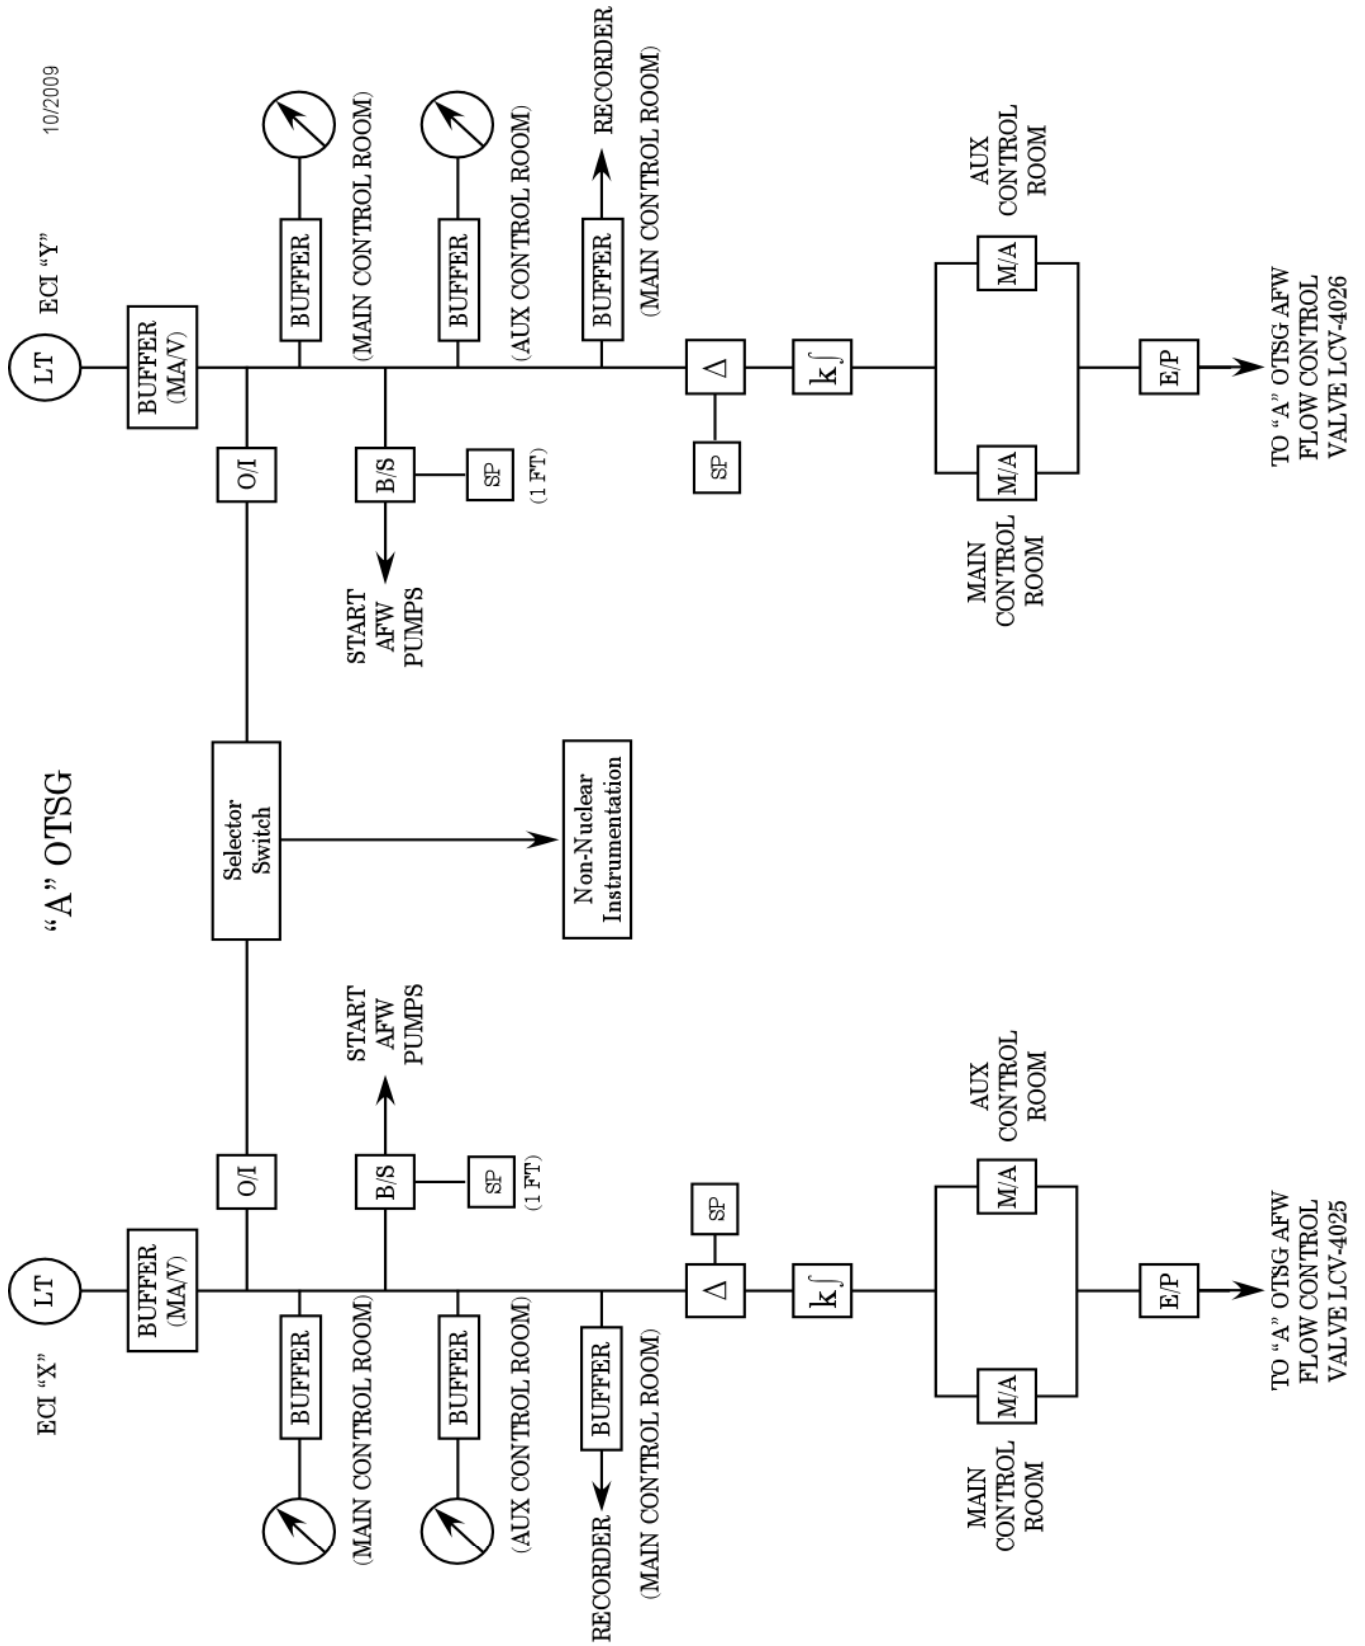 "A" OTSG
10/2009
ECI "X"
LT
BUFFER
(MA/V)
O/I
Selector
Switch
Non-Nuclear
Instrumentation
BUFFER
(MAIN CONTROL ROOM)
B/S
START
AFW
PUMPS
SP
(1 FT)
BUFFER
(AUX CONTROL ROOM)
RECORDER
BUFFER
(MAIN CONTROL ROOM)
Δ
SP
k∫
MAIN
CONTROL
ROOM
M/A
M/A
AUX
CONTROL
ROOM
E/P
TO "A" OTSG AFW
FLOW CONTROL
VALVE LCV-4025
LT
ECI "Y"
BUFFER
(MA/V)
O/I
BUFFER
(MAIN CONTROL ROOM)
START
AFW
PUMPS
B/S
SP
(1 FT)
BUFFER
(AUX CONTROL ROOM)
BUFFER
RECORDER
(MAIN CONTROL ROOM)
SP
Δ
k∫
MAIN
CONTROL
ROOM
M/A
M/A
AUX
CONTROL
ROOM
E/P
TO "A" OTSG AFW
FLOW CONTROL
VALVE LCV-4026